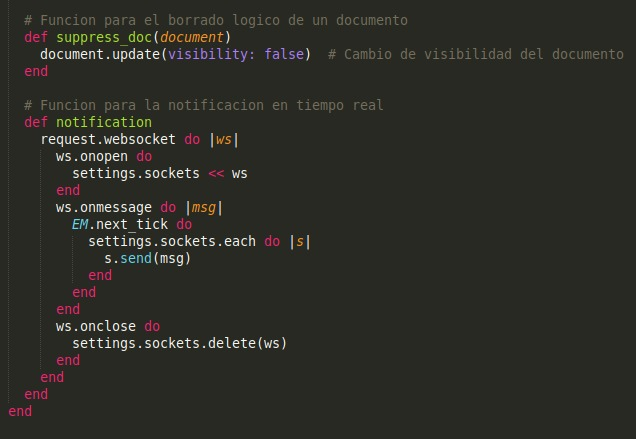 # Funcion para el borrado logico de un documento
def suppress_doc(document)
document.update(visibility: false)  # Cambio de visibilidad del documento
end
# Funcion para la notificacion en tiempo real
def notification
request.websocket do |ws|
ws.onopen do
settings.sockets << ws
end
ws.onmessage do |msg|
EM.next_tick do
settings.sockets.each do |s|
s.send(msg)
end
end
end
ws.onclose do
settings.sockets.delete(ws)
end
end
end
end